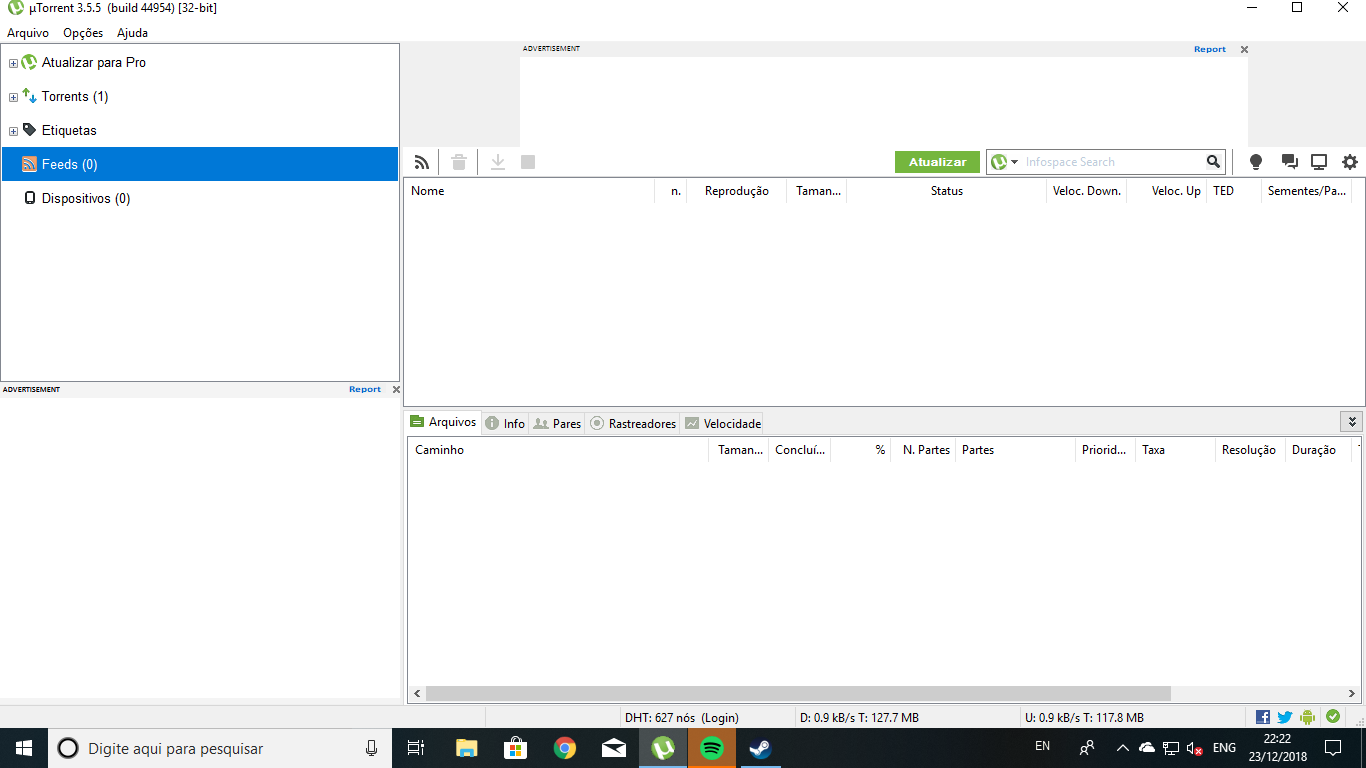 µTorrent 3.5.5 (build 44954) [32-bit]
Arquivo Opções Ajuda
ADVERTISEMENT Report
Atualizar para Pro
Torrents (1)
Etiquetas
Feeds (0)
Dispositivos (0)
Atualizar Infospace Search
Nome n. Reprodução Taman... Status Veloc. Down. Veloc. Up TED Sementes/Pa...
ADVERTISEMENT Report
Arquivos Info Pares Rastreadores Velocidade
Caminho Taman... Concluí... % N. Partes Partes Priorid... Taxa Resolução Duração
DHT: 627 nós (Login) D: 0.9 kB/s T: 127.7 MB U: 0.9 kB/s T: 117.8 MB
Digite aqui para pesquisar EN ENG 22:22
23/12/2018